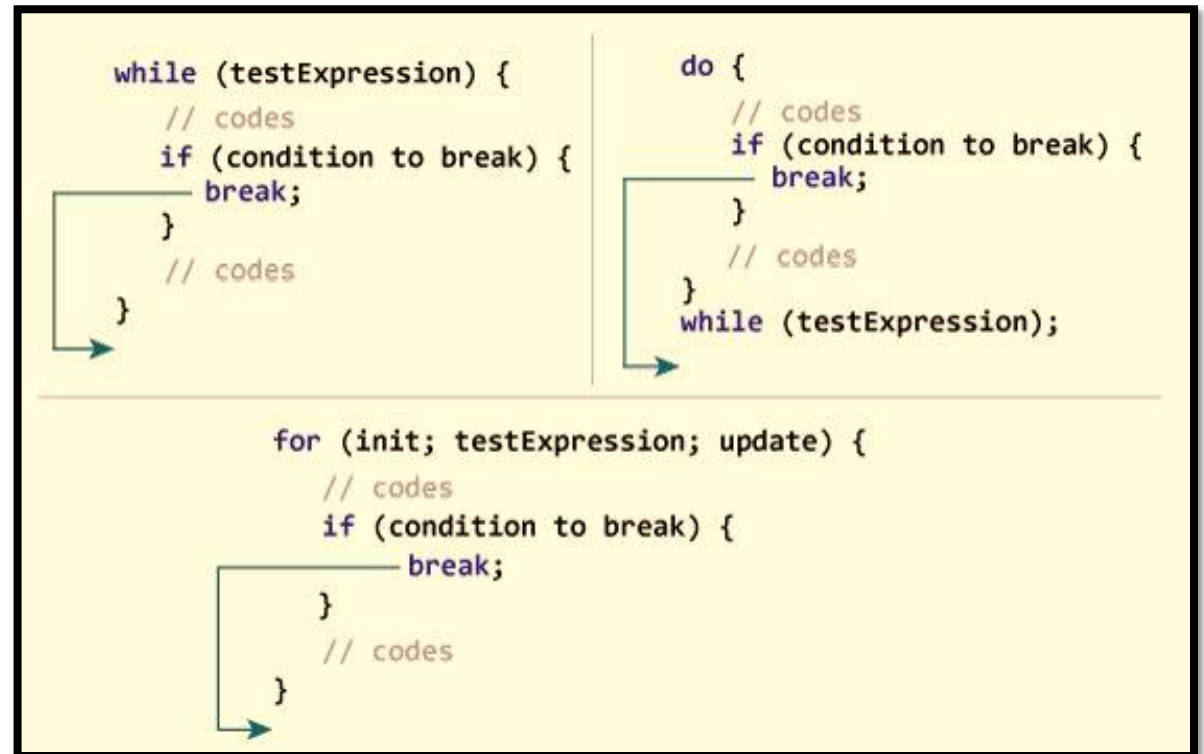 while (testExpression) {
// codes
if (condition to break) {
break;
}
// codes
}
do {
// codes
if (condition to break) {
break;
}
// codes
}
while (testExpression);
for (init; testExpression; update) {
// codes
if (condition to break) {
break;
}
// codes
}